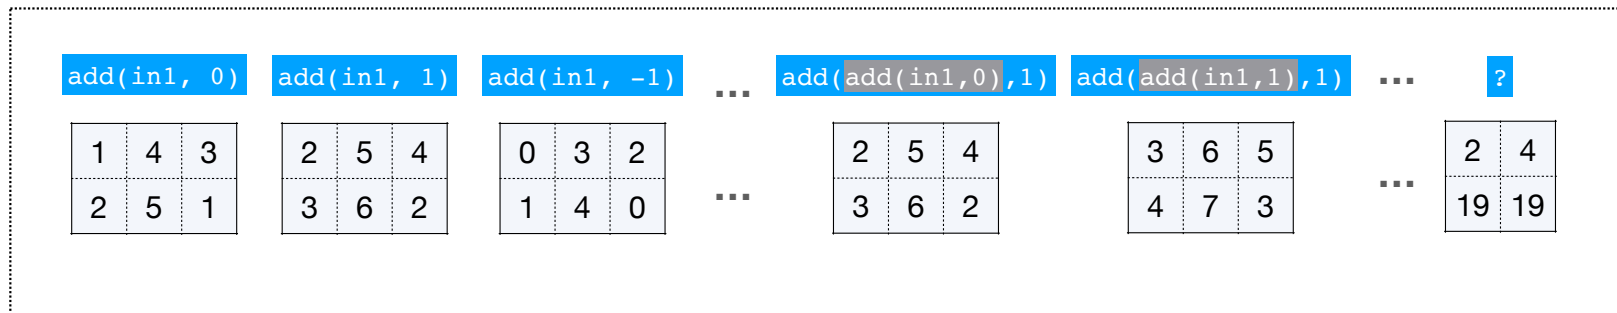 add(in1, 0) add(in1, 1) add(in1, -1) ... add(add(in1,0),1) add(add(in1,1),1) ... ?
1 4 3 2 5 4 0 3 2 2 5 4 3 6 5 2 4
2 5 1 3 6 2 1 4 0 ... 3 6 2 4 7 3 ... 19 19